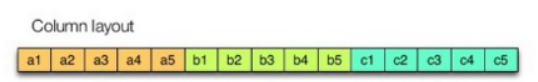 Column layout
a1 a2 a3 a4 a5 b1 b2 b3 b4 b5 c1 c2 c3 c4 c5